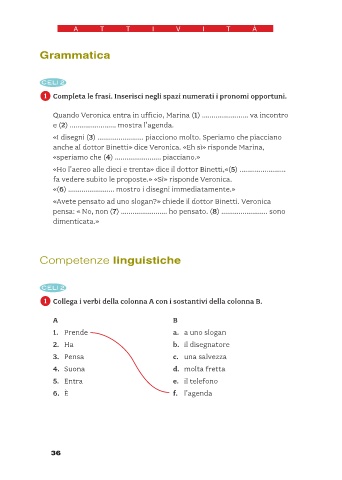 ATTIVITÀ
Grammatica
CELI 2
1 Completa le frasi. Inserisci negli spazi numerati i pronomi opportuni.
Quando Veronica entra in ufficio, Marina (1) ....................... va incontro
e (2) ....................... mostra l'agenda.
«I disegni (3) ....................... piacciono molto. Speriamo che piacciano
anche al dottor Binetti» dice Veronica. «Eh sì» risponde Marina,
«speriamo che (4) ....................... piacciano.»
«Ho l'aereo alle dieci e trenta» dice il dottor Binetti,«(5) .......................
fa vedere subito le proposte.» «Sì» risponde Veronica.
«(6) ....................... mostro i disegni immediatamente.»
«Avete pensato ad uno slogan?» chiede il dottor Binetti. Veronica
pensa: « No, non (7) ....................... ho pensato. (8) ....................... sono
dimenticata.»
Competenze linguistiche
CELI 2
1 Collega i verbi della colonna A con i sostantivi della colonna B.
A B
1. Prende a. a uno slogan
2. Ha b. il disegnatore
3. Pensa c. una salvezza
4. Suona d. molta fretta
5. Entra e. il telefono
6. È f. l'agenda
36